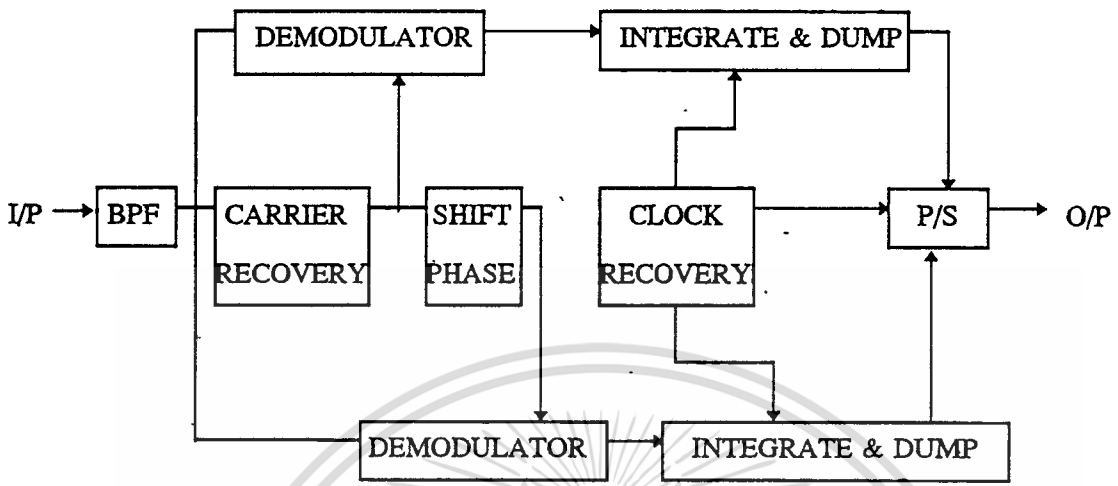 DEMODULATOR
INTEGRATE & DUMP
I/P
BPF
CARRIER
RECOVERY
SHIFT
PHASE
CLOCK
RECOVERY
P/S
O/P
DEMODULATOR
INTEGRATE & DUMP